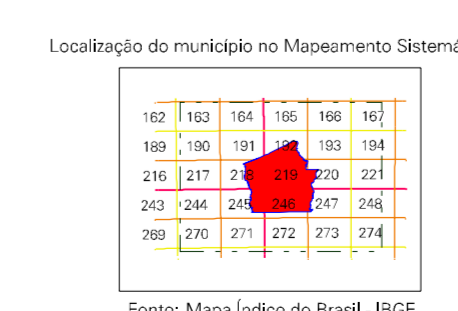 Localização do município no Mapeamento Sistemá
162 163 164 165 166 167
189 190 191 192 193 194
216 217 218 219 220 221
243 244 245 246 247 248
269 270 271 272 273 274
Fonte: Mapa Índice do Brasil - IBGE